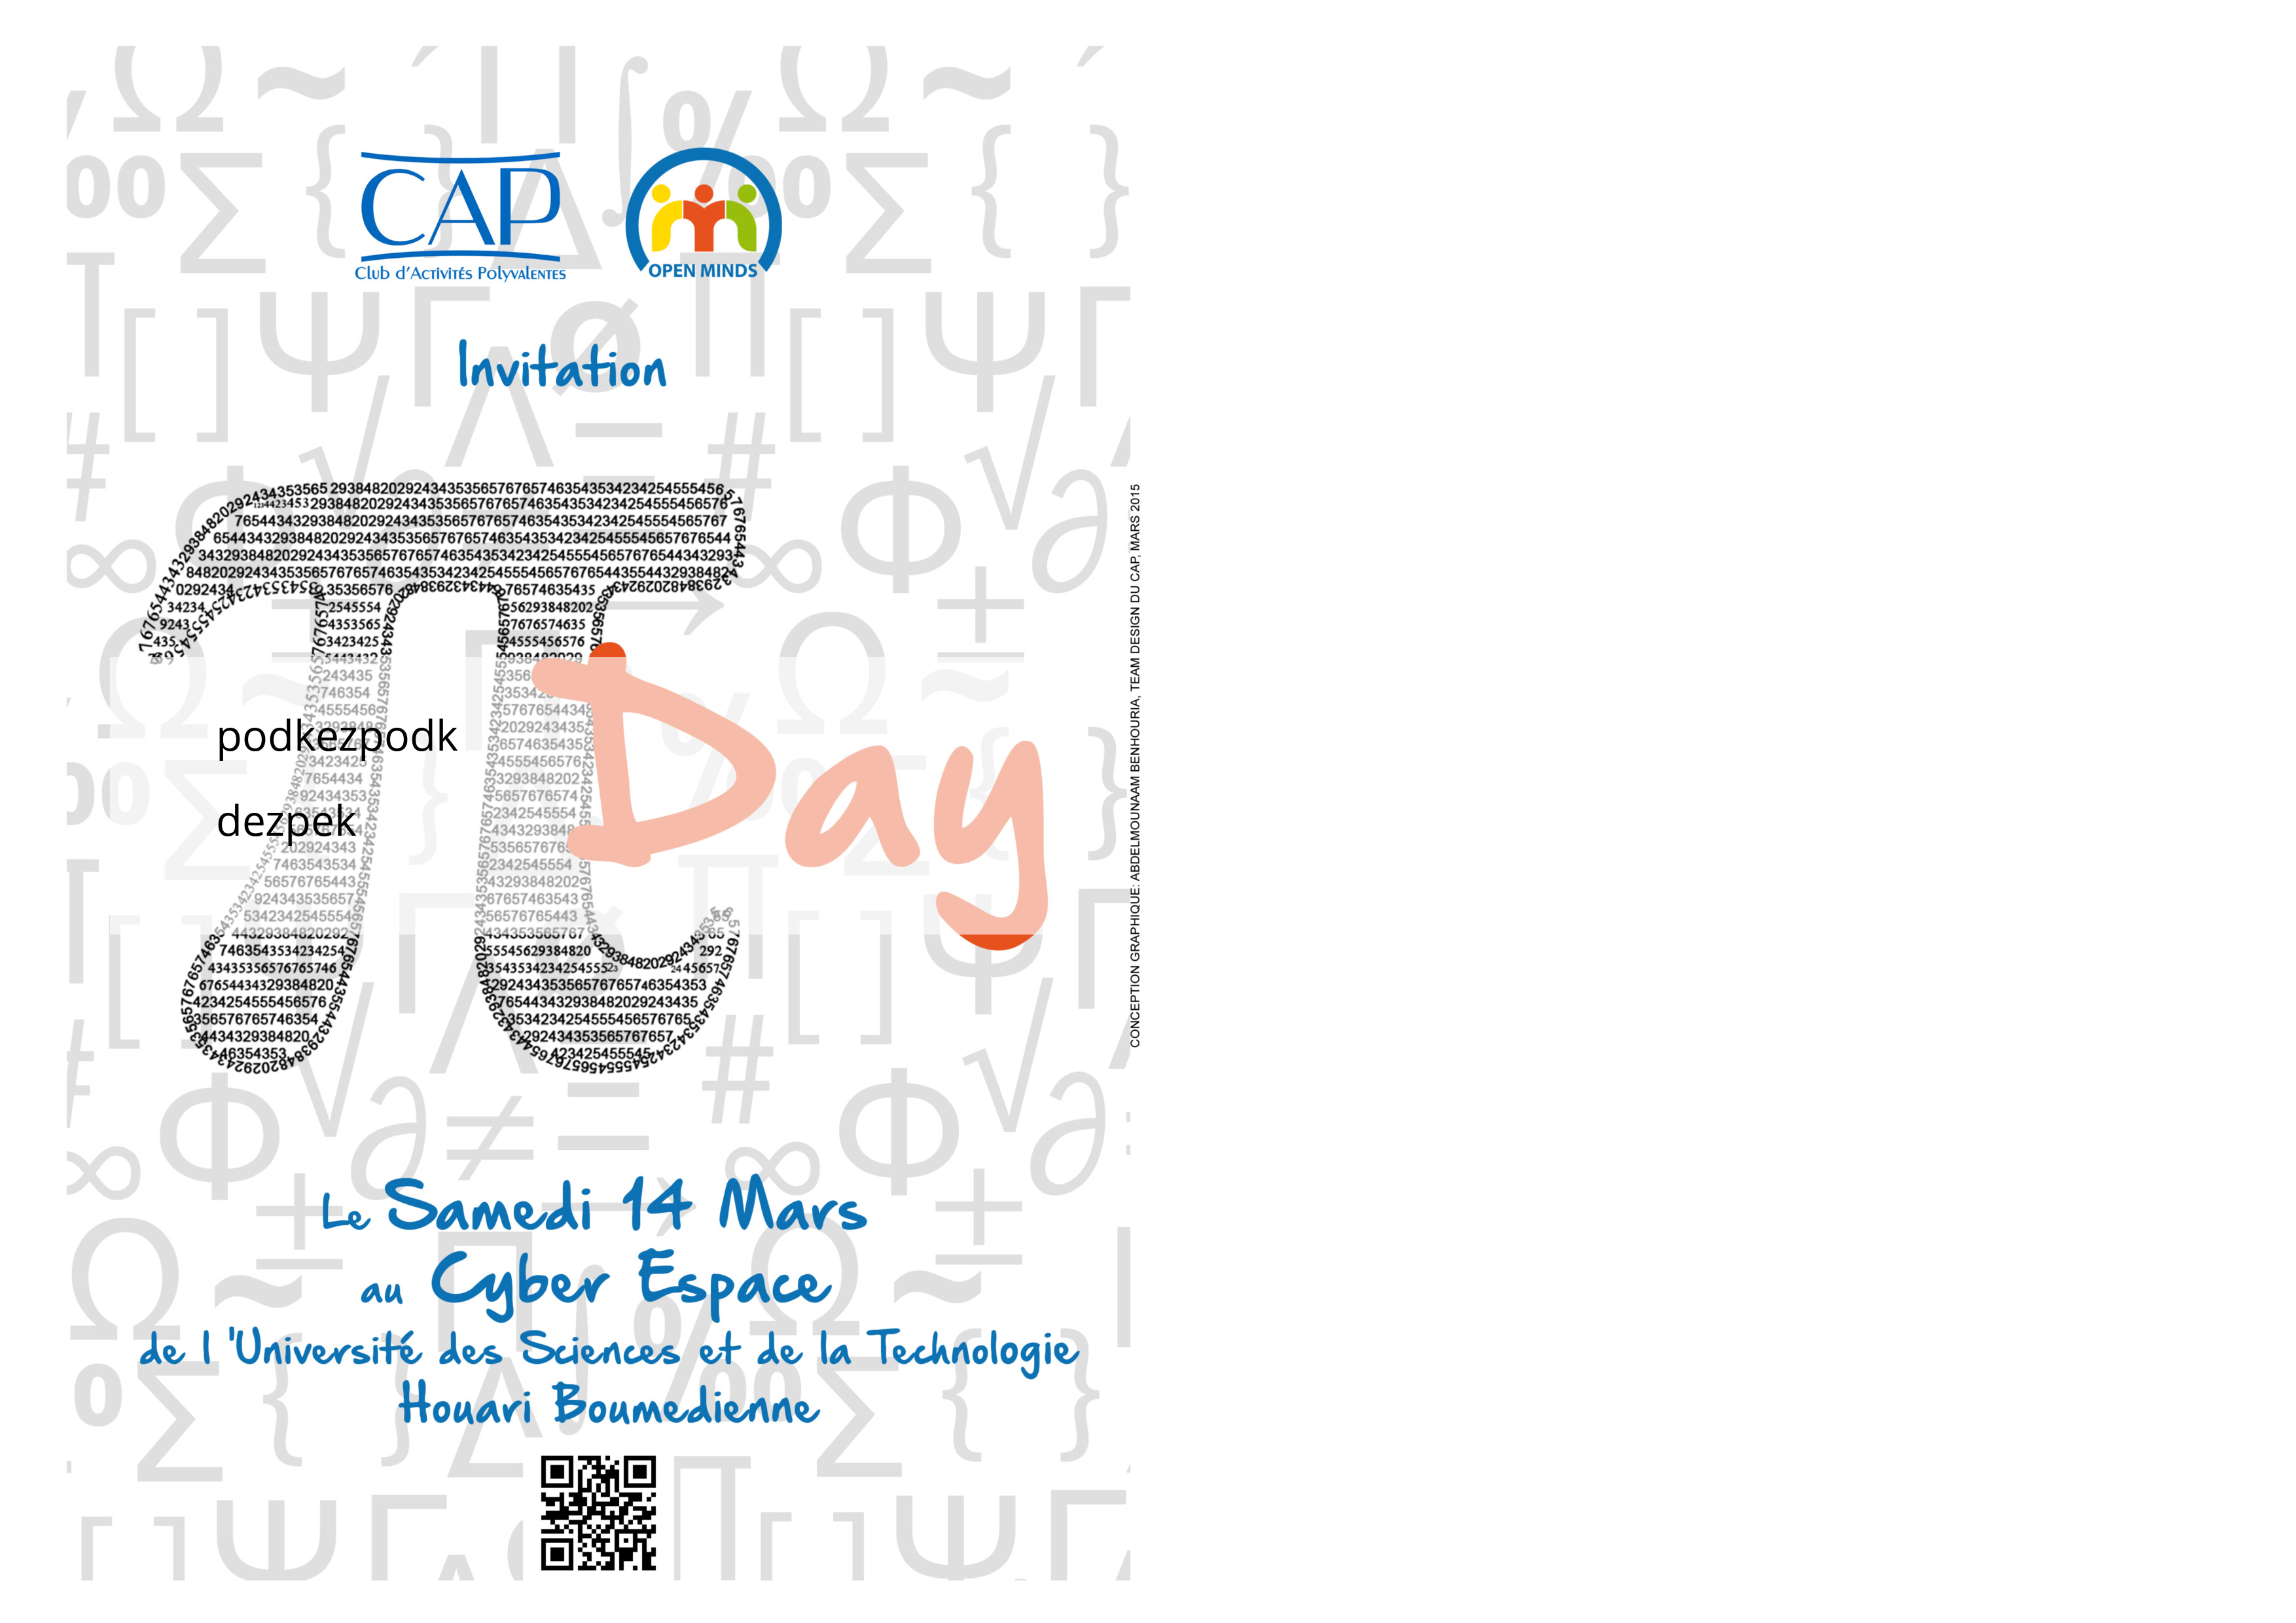 CAP
Club d'Activités Polyvalentes
OPEN MINDS
Invitation
Day
podkezpodk
dezpek
CONCEPTION GRAPHIQUE: ABDELMOUNAAM BENHOURIA, TEAM DESIGN DU CAP, MARS 2015
Le Samedi 14 Mars
au Cyber Espace
de l 'Université des Sciences et de la Technologie
Houari Boumedienne